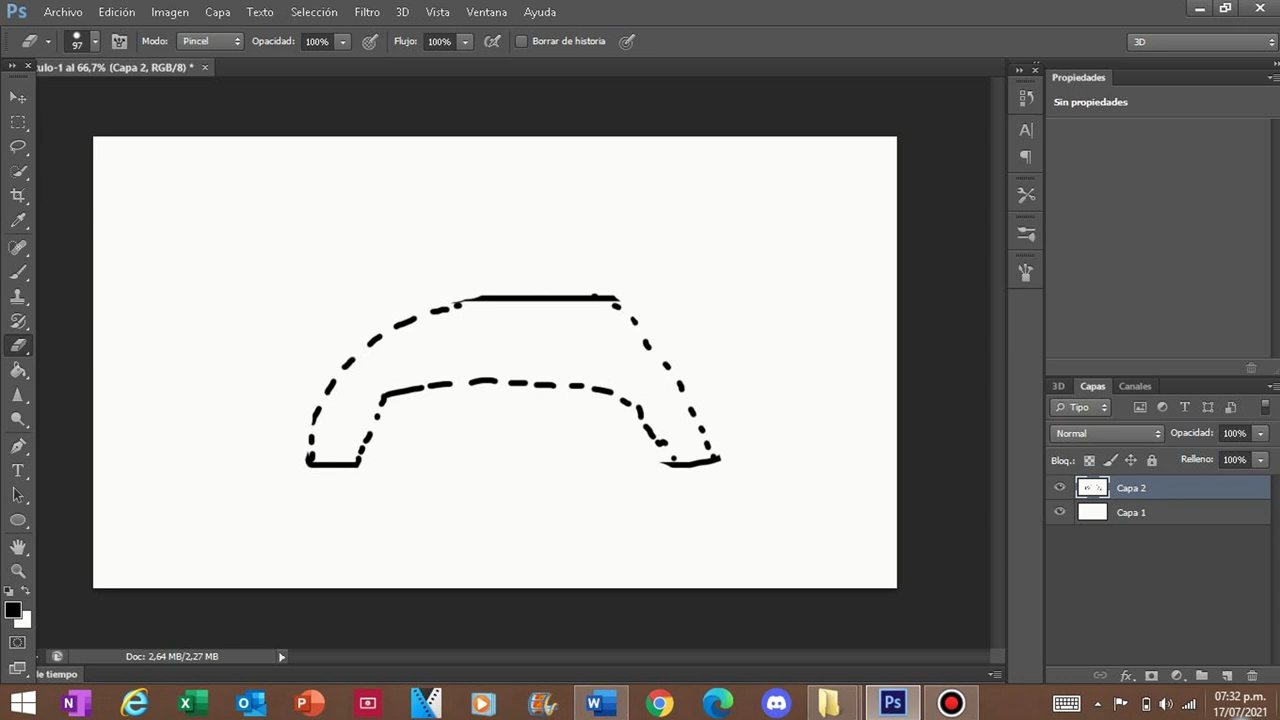 Ps Archivo Edición Imagen Capa Texto Selección Filtro 3D Vista Ventana Ayuda
97 Modo: Pincel Opacidad: 100% Flujo: 100% Borrar de historia 3D
ulo-1 al 66,7% (Capa 2, RGB/8) * ×
Propiedades
Sin propiedades
3D Capas Canales
Tipo
Normal Opacidad: 100%
Bloq.: Relleno: 100%
Capa 2
Capa 1
Doc: 2,64 MB/2,27 MB
de tiempo
07:32 p.m.
17/07/2021